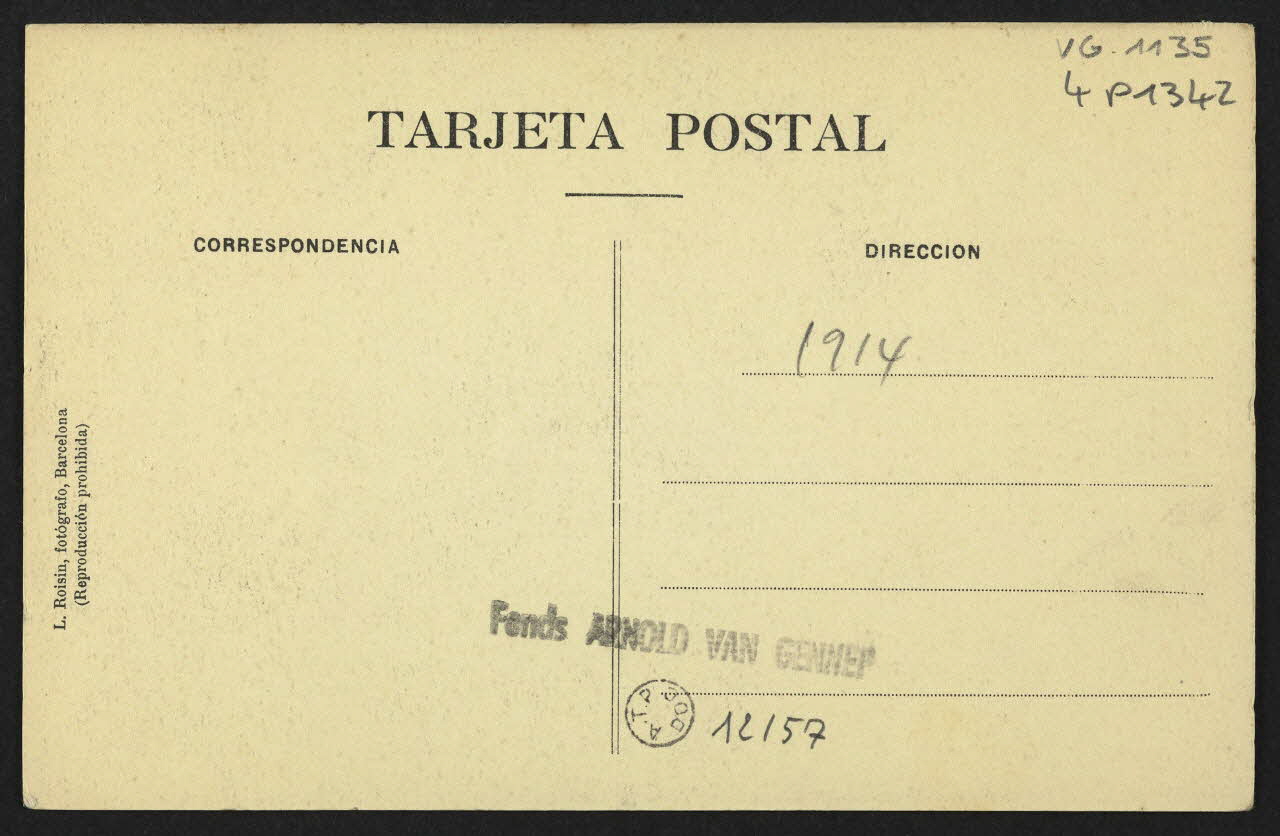 VG. 1135
4 P1342
TARJETA POSTAL
CORRESPONDENCIA
DIRECCION
1914
L. Roisin, fotógrafo, Barcelona
(Reproducción prohibida)
Fonds ARNOLD VAN GENNEP
A.T.P DOC
12157